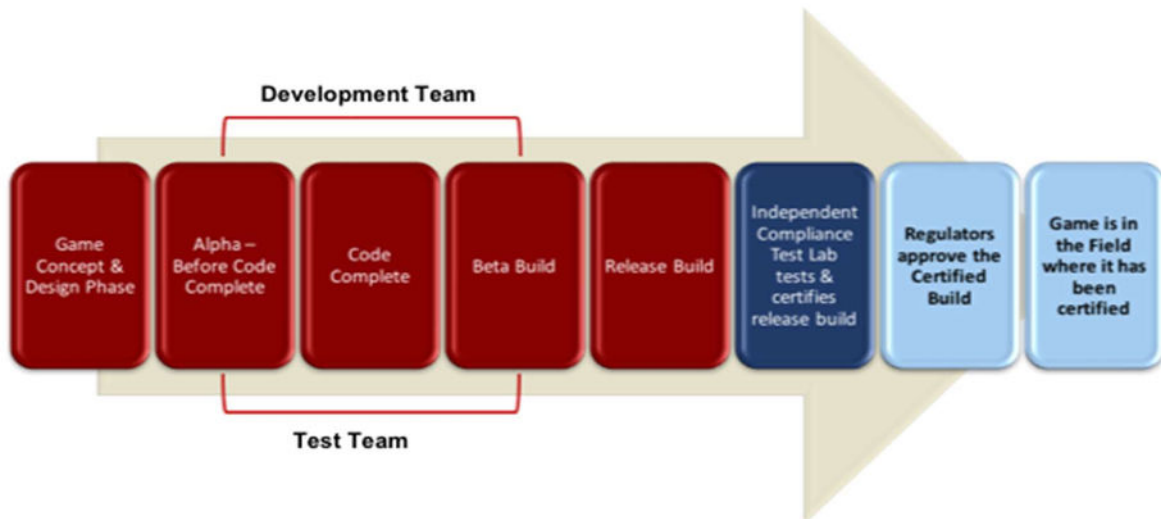 Development Team
Game
Concept &
Design Phase
Alpha –
Before Code
Complete
Code
Complete
Beta Build
Release Build
Independent
Compliance
Test Lab
tests &
certifies
release build
Regulators
approve the
Certified
Build
Game is in
the Field
where it has
been
certified
Test Team